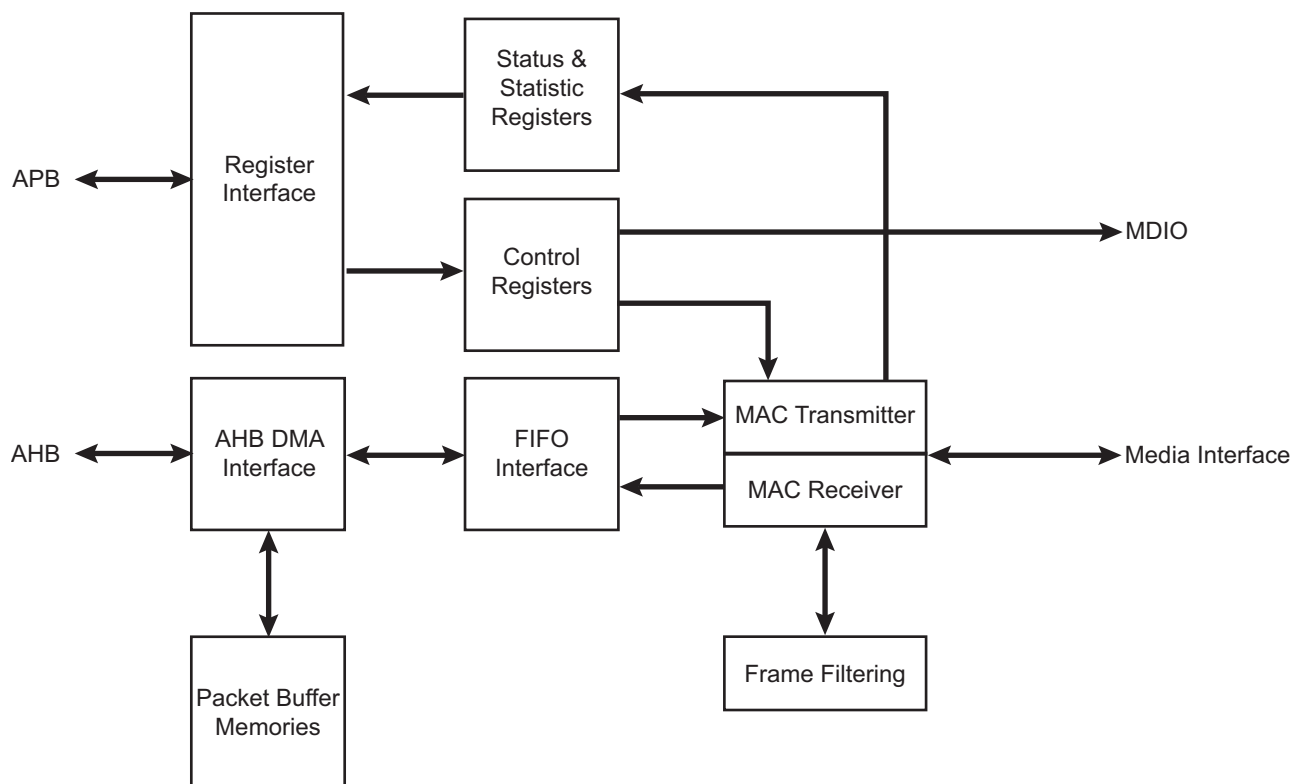 Status &
Statistic
Registers
APB
Register
Interface
MDIO
Control
Registers
AHB
AHB DMA
Interface
FIFO
Interface
MAC Transmitter
MAC Receiver
Media Interface
Packet Buffer
Memories
Frame Filtering